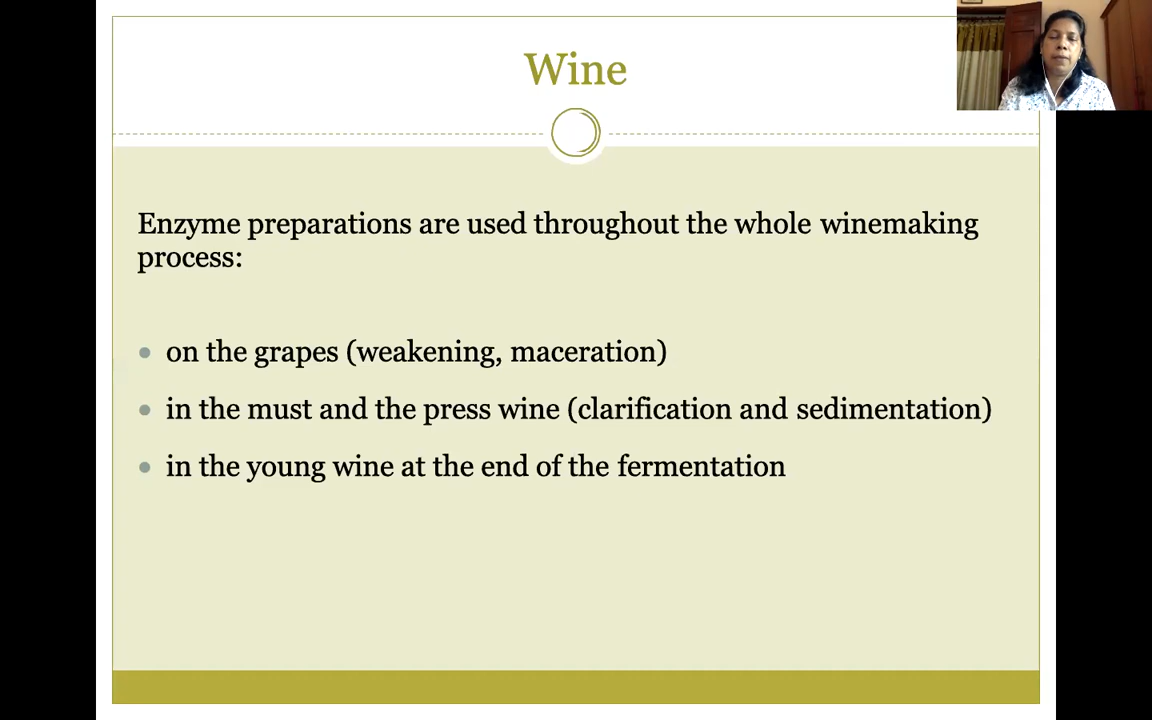 Wine
Enzyme preparations are used throughout the whole winemaking
process:
on the grapes (weakening, maceration)
in the must and the press wine (clarification and sedimentation)
in the young wine at the end of the fermentation